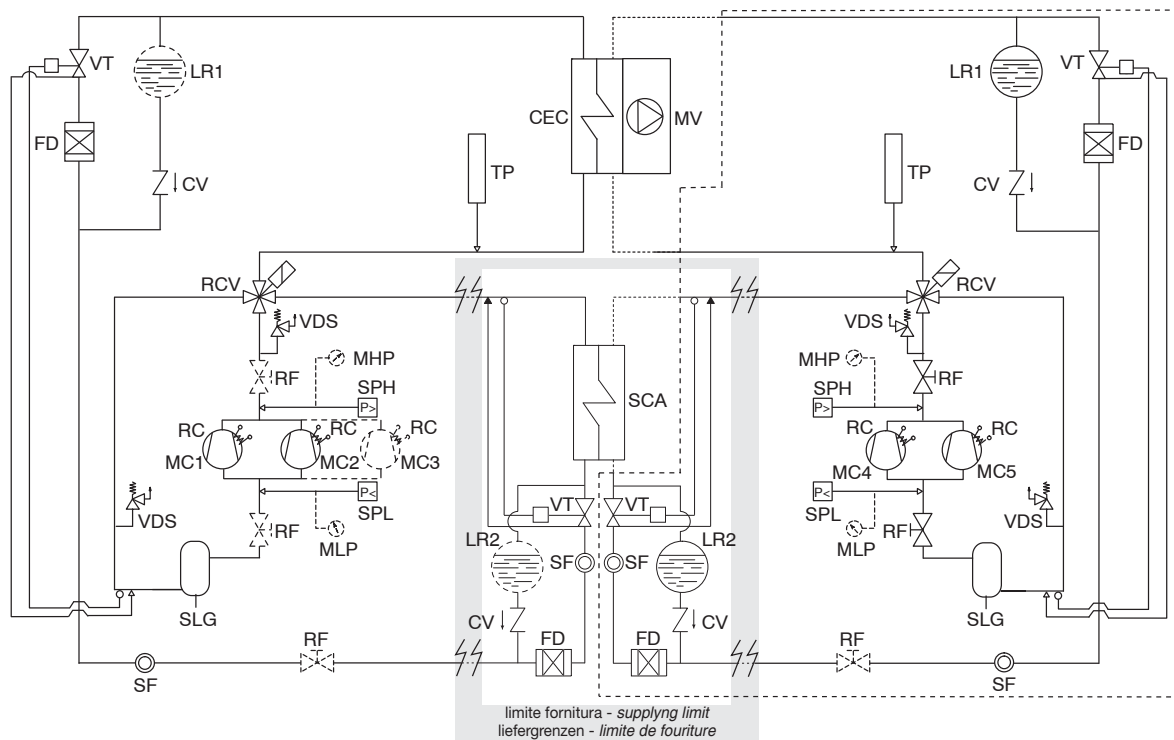 VT
LR1
LR1
VT
CEC
MV
FD
FD
TP
TP
CV
CV
RCV
RCV
VDS
VDS
MHP
MHP
RF
RF
SPH
SPH
P>
P>
SCA
RC
RC
RC
RC
RC
MC1
MC2
MC3
MC4
MC5
P<
P<
SPL
SPL
VDS
VDS
RF
RF
VT
VT
MLP
MLP
LR2
LR2
SF
SF
SLG
SLG
CV
CV
RF
FD
FD
RF
SF
SF
limite fornitura - supplyng limit
liefergrenzen - limite de fouriture